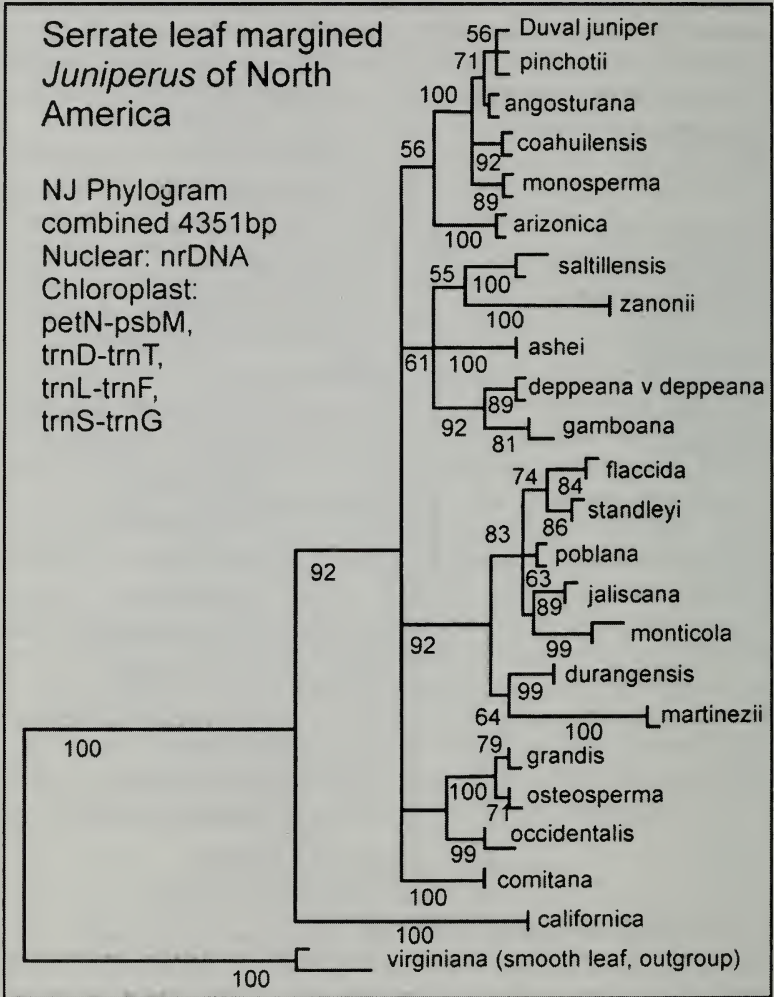 Serrate leaf margined
Juniperus of North
America
NJ Phylogram
combined 4351bp
Nuclear: nrDNA
Chloroplast:
petN-psbM,
trnD-trnT,
trnL-trnF,
trnS-trnG
56
Duval juniper
71
pinchotii
100
angosturana
56
coahuilensis
92
monosperma
89
arizonica
100
55
saltillensis
100
zanonii
100
ashei
61
100
deppeana v deppeana
89
92
gamboana
81
74
flaccida
84
standleyi
86
83
poblana
63
jaliscana
89
92
monticola
99
92
durangensis
99
64
martinezii
100
100
79
grandis
100
osteosperma
71
occidentalis
99
comitana
100
californica
100
virginiana (smooth leaf, outgroup)
100